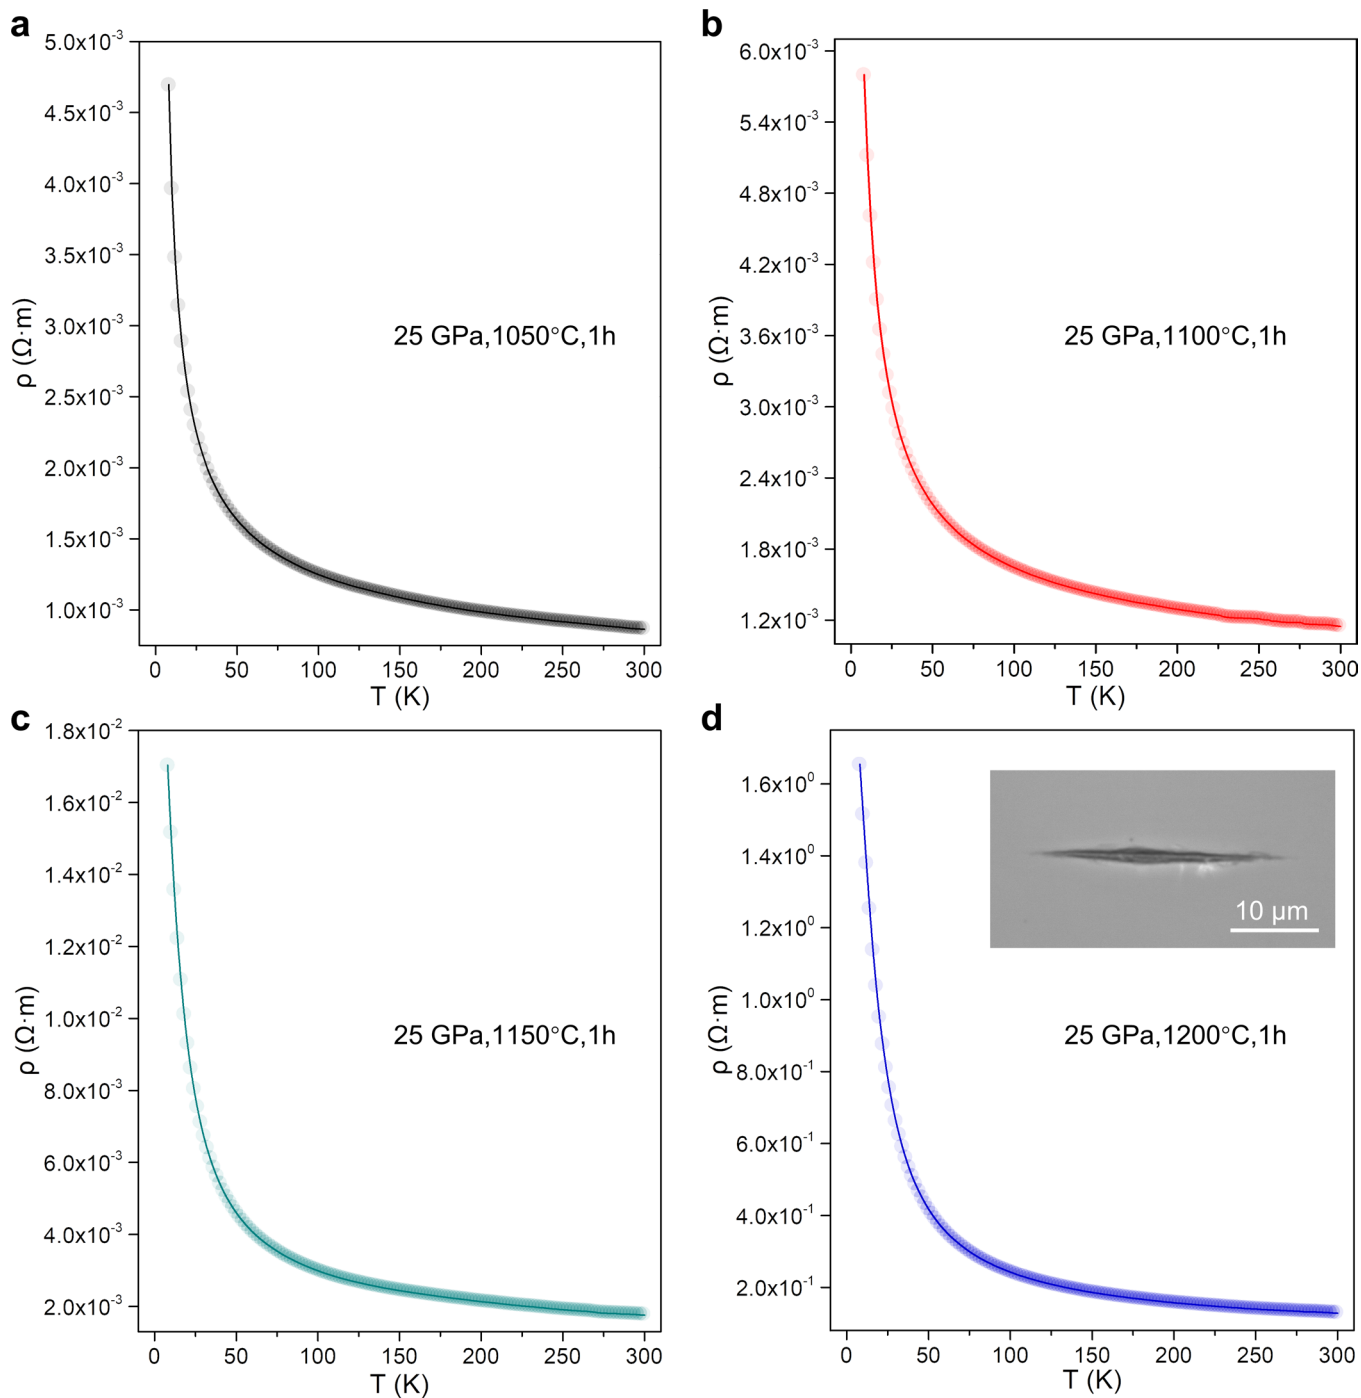 a
5.0x10⁻³
4.5x10⁻³
4.0x10⁻³
3.5x10⁻³
3.0x10⁻³
2.5x10⁻³
2.0x10⁻³
1.5x10⁻³
1.0x10⁻³
ρ (Ω·m)
25 GPa,1050°C,1h
0 50 100 150 200 250 300
T (K)
b
6.0x10⁻³
5.4x10⁻³
4.8x10⁻³
4.2x10⁻³
3.6x10⁻³
3.0x10⁻³
2.4x10⁻³
1.8x10⁻³
1.2x10⁻³
ρ (Ω·m)
25 GPa,1100°C,1h
0 50 100 150 200 250 300
T (K)
c
1.8x10⁻²
1.6x10⁻²
1.4x10⁻²
1.2x10⁻²
1.0x10⁻²
8.0x10⁻³
6.0x10⁻³
4.0x10⁻³
2.0x10⁻³
ρ (Ω·m)
25 GPa,1150°C,1h
0 50 100 150 200 250 300
T (K)
d
1.6x10⁰
1.4x10⁰
1.2x10⁰
1.0x10⁰
8.0x10⁻¹
6.0x10⁻¹
4.0x10⁻¹
2.0x10⁻¹
ρ (Ω·m)
10 μm
25 GPa,1200°C,1h
0 50 100 150 200 250 300
T (K)